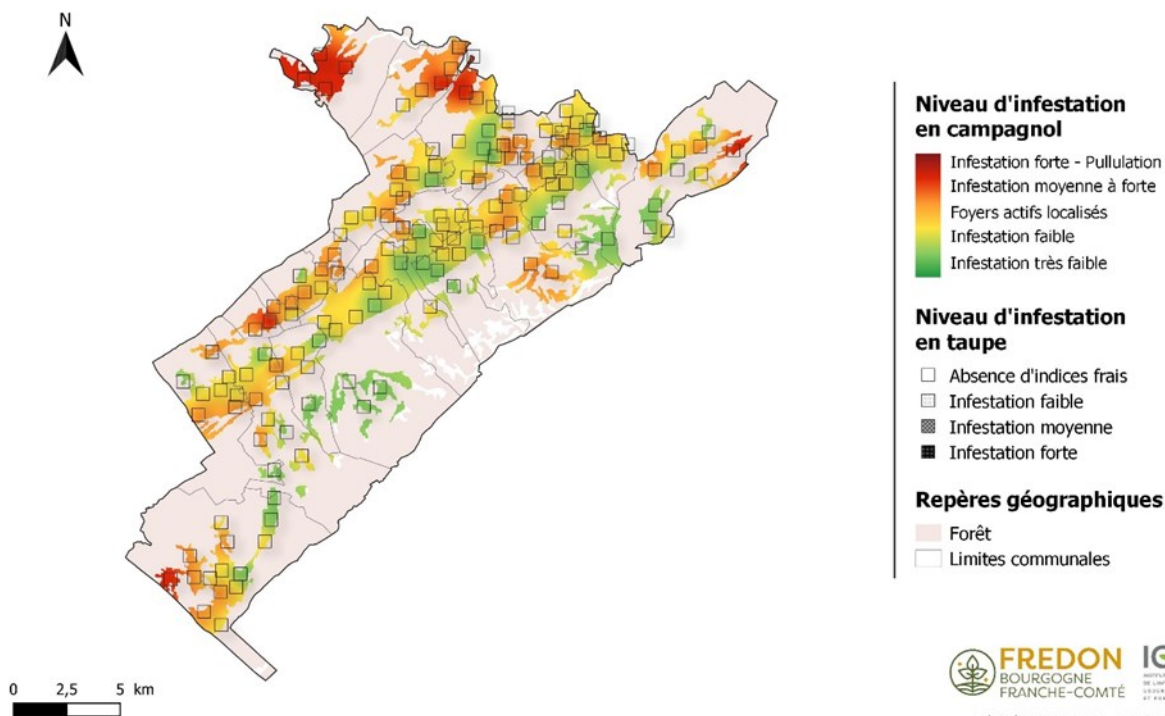 N
Niveau d'infestation
en campagnol
Infestation forte - Pullulation
Infestation moyenne à forte
Foyers actifs localisés
Infestation faible
Infestation très faible
Niveau d'infestation
en taupe
Absence d'indices frais
Infestation faible
Infestation moyenne
Infestation forte
Repères géographiques
Forêt
Limites communales
0 2,5 5 km
FREDON
BOURGOGNE
FRANCHE-COMTÉ